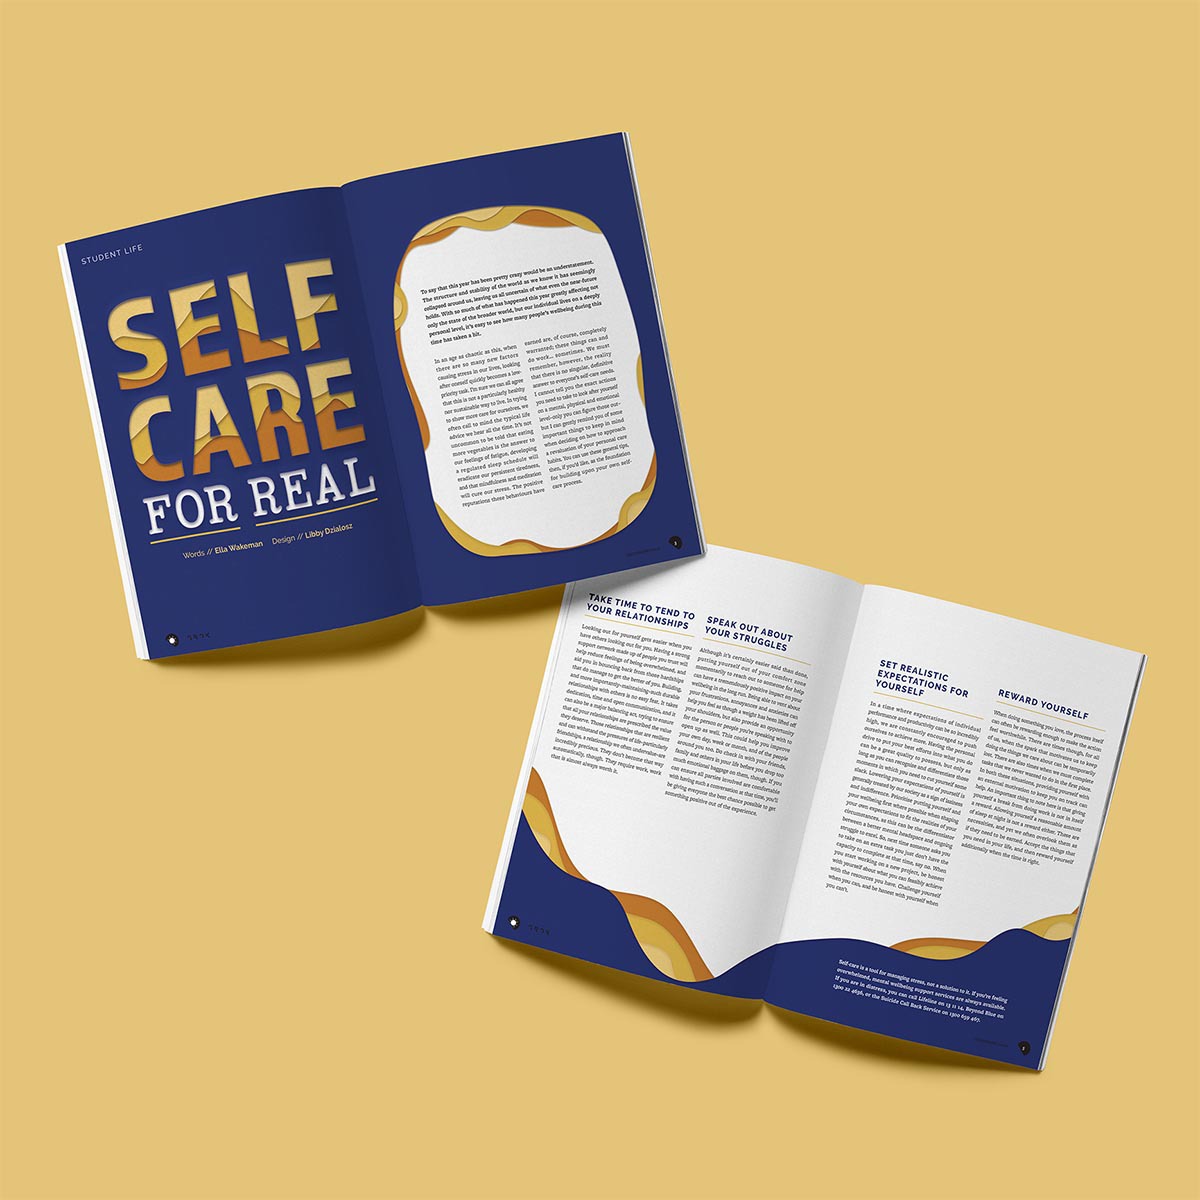 STUDENT LIFE
SELF
CARE
FOR REAL
Words // Ella Wakeman Design // Libby Dzialosz
To say that this year has been pretty crazy would be an understatement.
The structure and stability of the world as we know it has seemingly
collapsed around us, leaving us all uncertain of what even the near-future
holds. With so much of what has happened this year greatly affecting not
only the state of the broader world, but our individual lives on a deeply
personal level, it's easy to see how many people's wellbeing during this
time has taken a hit.
In an age as chaotic as this, when
there are so many new factors
causing stress in our lives, looking
after oneself quickly becomes a low-
priority task. I'm sure we can all agree
that this is not a particularly healthy
nor sustainable way to live. In trying
to show more care for ourselves, we
often call to mind the typical life
advice we hear all the time. It's not
uncommon to be told that eating
more vegetables is the answer to
our feelings of fatigue, developing
a regulated sleep schedule will
eradicate our persistent tiredness,
and that mindfulness and meditation
will cure our stress. The positive
reputations these behaviours have
earned are, of course, completely
warranted; these things can and
do work... sometimes. We must
remember, however, the reality
that there is no singular, definitive
answer to everyone's self-care needs.
I cannot tell you the exact actions
you need to take to look after yourself
on a mental, physical and emotional
level–only you can figure those out–
but I can gently remind you of some
important things to keep in mind
when deciding on how to approach
a revaluation of your personal care
habits. You can use these general tips,
then, if you'd like, as the foundation
for building upon your own self-
care process.
TAKE TIME TO TEND TO
YOUR RELATIONSHIPS
Looking out for yourself gets easier when you
have others looking out for you. Having a strong
support network made up of people you trust will
help reduce feelings of being overwhelmed, and
aid you in bouncing back from those hardships
that do manage to get the better of you. Building,
and more importantly–maintaining–such durable
relationships with others is no easy feat. It takes
dedication, time and open communication, and it
can also be a major balancing act, trying to ensure
that all your relationships are prescribed the value
they deserve. Those relationships that are resilient
and can withstand the pressures of life–particularly
friendships, a relationship we often undervalue–are
incredibly precious. They don't become that way
automatically, though. They require work, work
that is almost always worth it.
SPEAK OUT ABOUT
YOUR STRUGGLES
Although it's certainly easier said than done,
putting yourself out of your comfort zone
momentarily to reach out to someone for help
can have a tremendously positive impact on your
wellbeing in the long run. Being able to vent about
your frustrations, annoyances and anxieties can
help you feel as though a weight has been lifted off
your shoulders, but also provide an opportunity
for the person or people you're speaking with to
open up as well. This could help you improve
your own day, week or month, and of the people
around you too. Do check in with your friends,
family and others in your life before you drop too
much emotional baggage on them, though. If you
can ensure all parties involved are comfortable
with having such a conversation at that time, you'll
be giving everyone the best chance possible to get
something positive out of the experience.
SET REALISTIC
EXPECTATIONS FOR
YOURSELF
In a time where expectations of individual
performance and productivity can be so incredibly
high, we are constantly encouraged to push
ourselves to achieve more. Having the personal
drive to put your best efforts into what you do
can be a great quality to possess, but only as
long as you can recognise and differentiate those
moments in which you need to cut yourself some
slack. Lowering your expectations of yourself is
generally treated by our society as a sign of laziness
and indifference. Prioritise putting yourself and
your wellbeing first where possible when shaping
your own expectations to fit the realities of your
circumstances, as this can be the differentiator
between a better mental headspace and ongoing
struggle to excel. So, next time someone asks you
to take on an extra task you just don't have the
capacity to complete at that time, say no. When
you start working on a new project, be honest
with yourself about what you can feasibly achieve
with the resources you have. Challenge yourself
when you can, and be honest with yourself when
you can't.
REWARD YOURSELF
When doing something you love, the process itself
can often be rewarding enough to make the action
feel worthwhile. There are times though, for all
of us, when the spark that motivates us to keep
doing the things we care about can be temporarily
lost. There are also times when we must complete
tasks that we never wanted to do in the first place.
In both these situations, providing yourself with
an external motivation to keep you on track can
help. An important thing to note here is that giving
yourself a break from doing work is not in itself
a reward. Allowing yourself a reasonable amount
of sleep at night is not a reward either. These are
necessities, and yet we often overlook them as
if they need to be earned. Accept the things that
you need in your life, and then reward yourself
additionally when the time is right.
Self-care is a tool for managing stress, not a solution to it. If you're feeling
overwhelmed, mental wellbeing support services are always available.
If you are in distress, you can call Lifeline on 13 11 14, Beyond Blue on
1300 22 4636, or the Suicide Call Back Service on 1300 659 467.